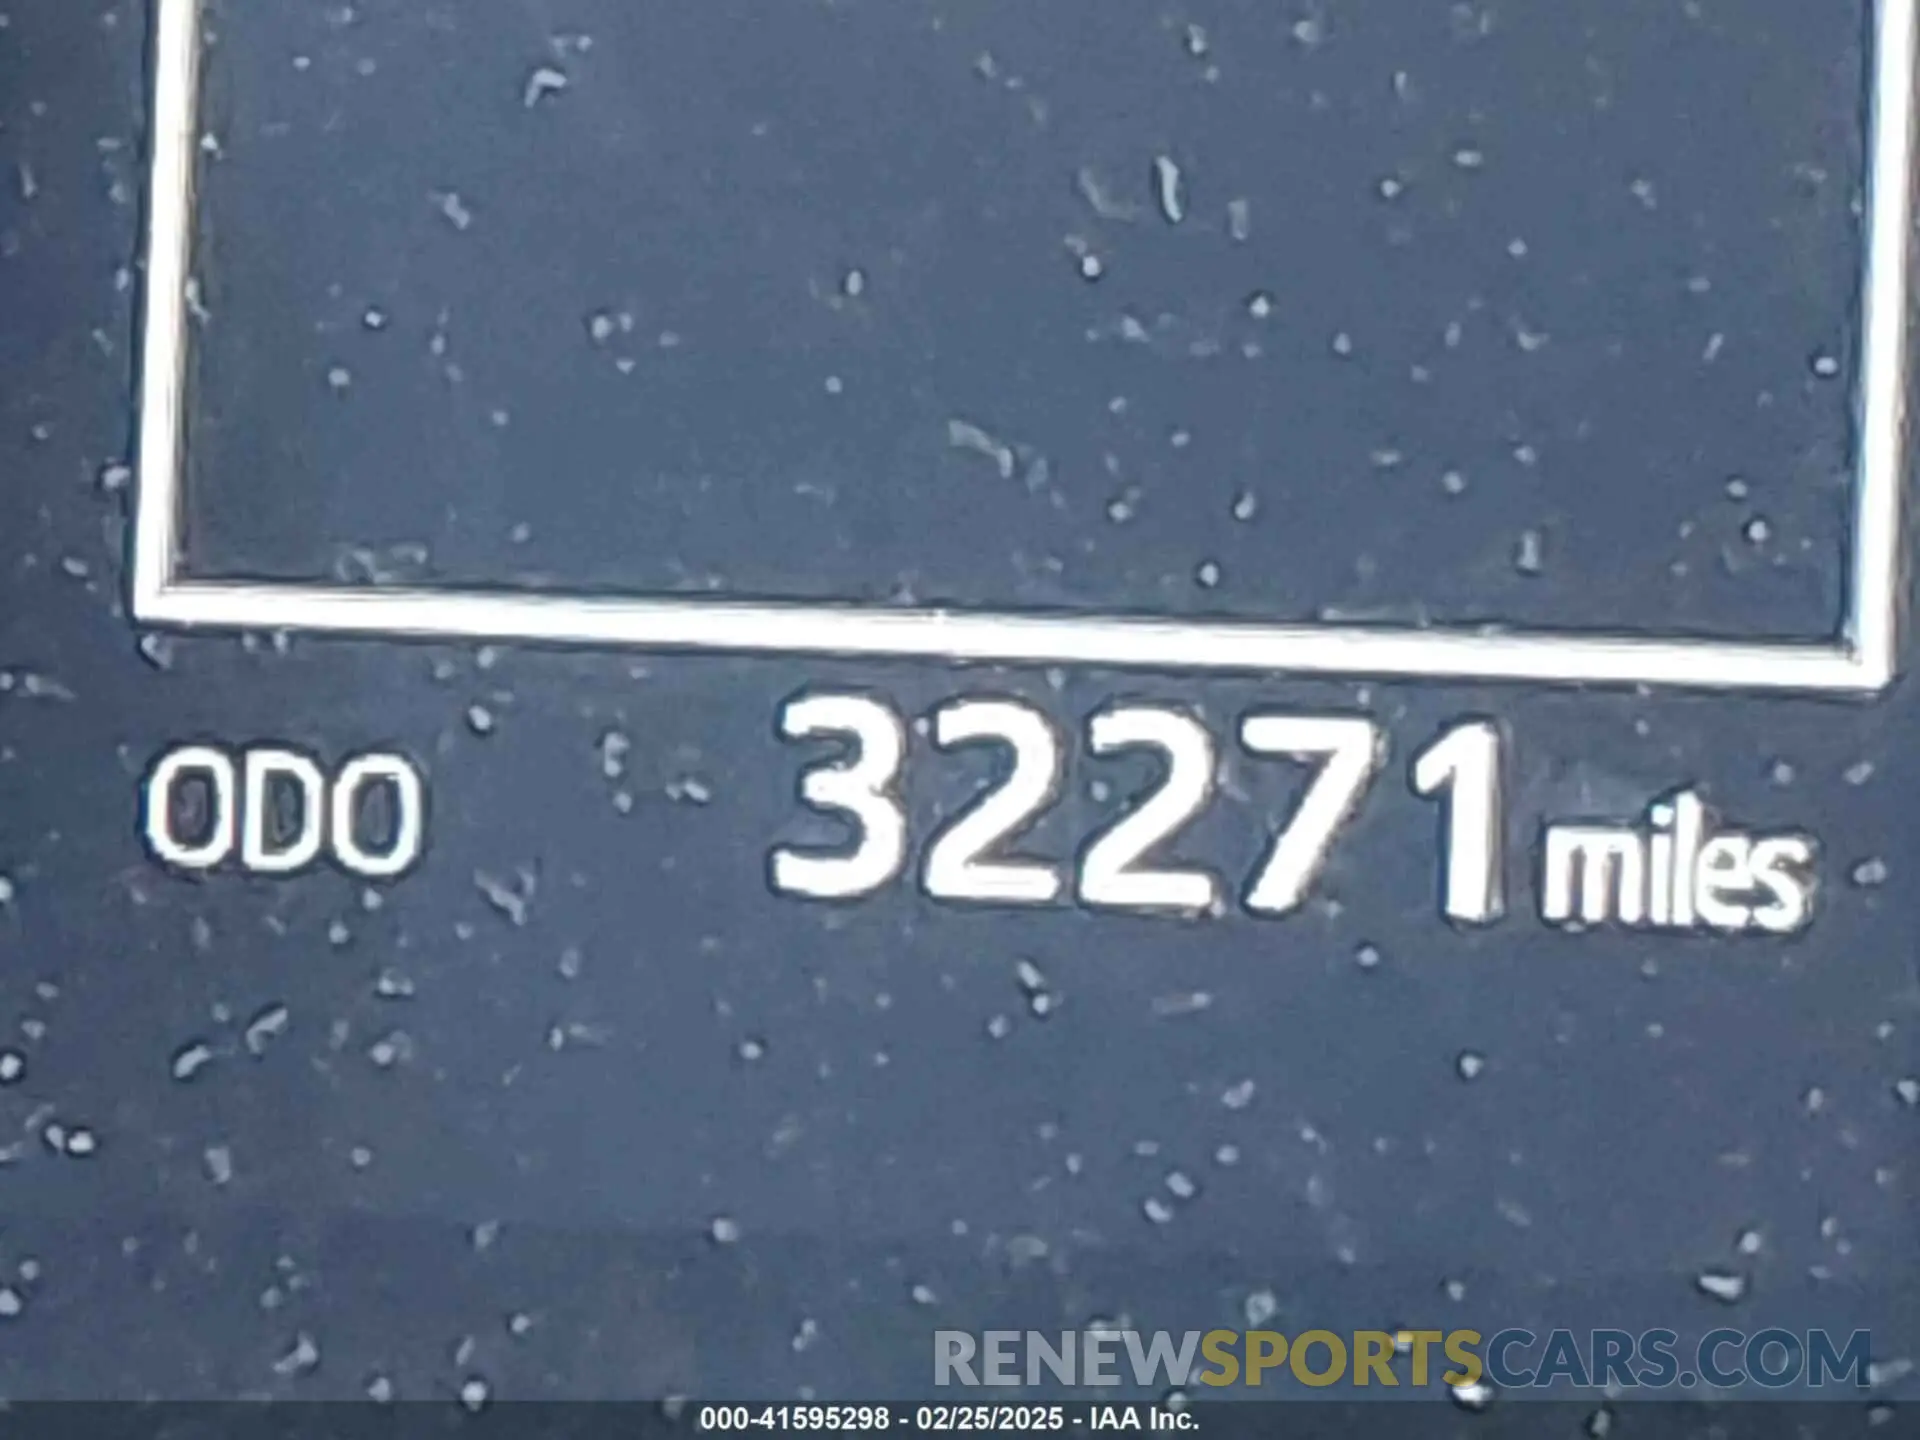 ODO 32271 miles
RENEWSPORTSCARS.COM
000-41595298 - 02/25/2025 - IAA Inc.